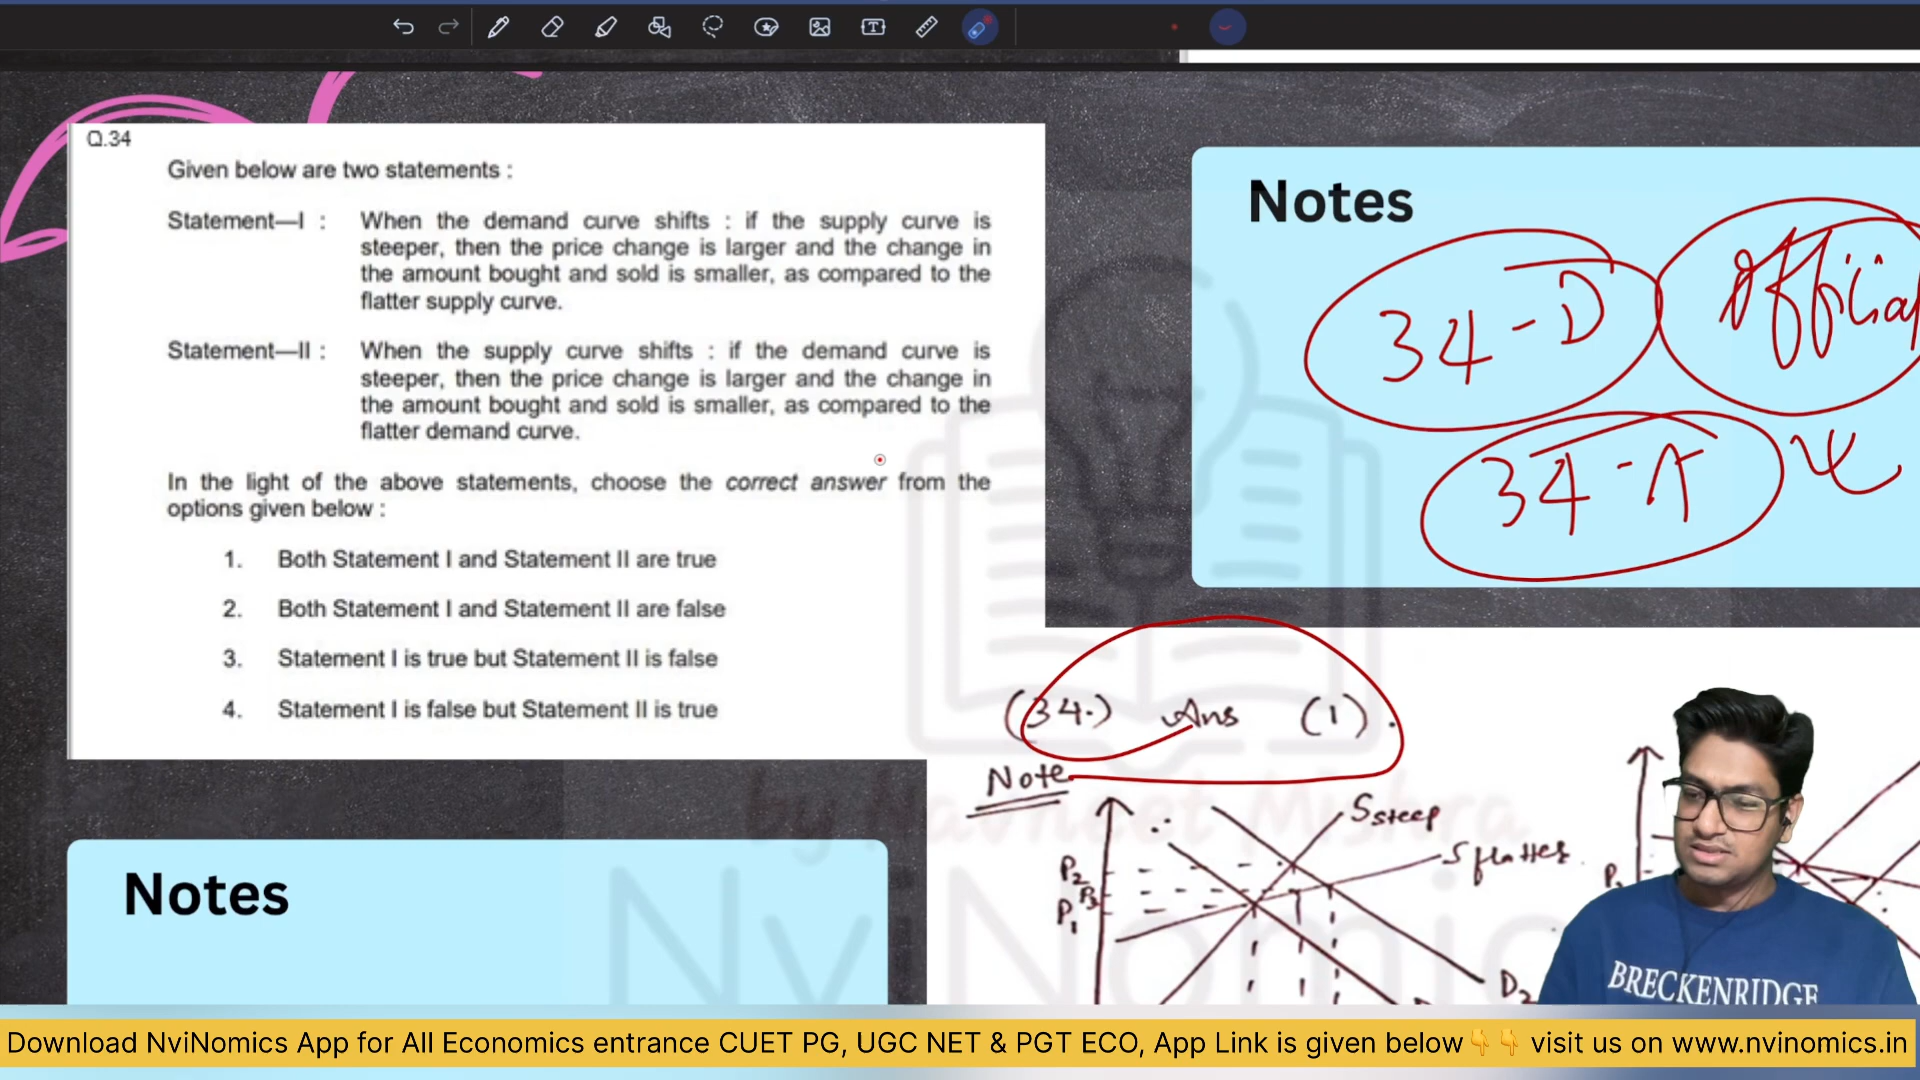 Q.34
Given below are two statements :
Statement—I : When the demand curve shifts : if the supply curve is
steeper, then the price change is larger and the change in
the amount bought and sold is smaller, as compared to the
flatter supply curve.
Statement—II : When the supply curve shifts : if the demand curve is
steeper, then the price change is larger and the change in
the amount bought and sold is smaller, as compared to the
flatter demand curve.
In the light of the above statements, choose the correct answer from the
options given below :
1. Both Statement I and Statement II are true
2. Both Statement I and Statement II are false
3. Statement I is true but Statement II is false
4. Statement I is false but Statement II is true
Notes
34-D
Official
34-A
(34.) Ans (1).
Note
S steep
S flatter
P2
P3
P1
D2
P
by Navneet Mishra
NviNomic
Notes
BRECKENRIDGE
Download NviNomics App for All Economics entrance CUET PG, UGC NET & PGT ECO, App Link is given below👇👇 visit us on www.nvinomics.in